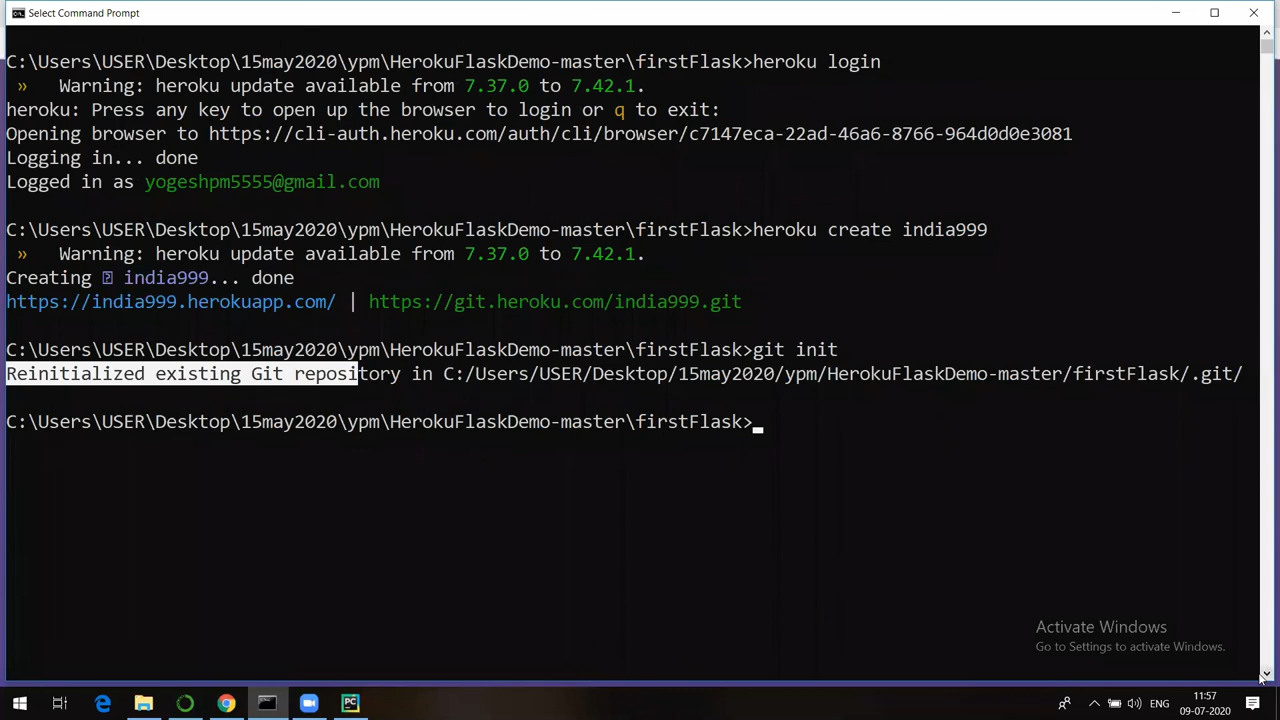 Select Command Prompt
C:\Users\USER\Desktop\15may2020\ypm\HerokuFlaskDemo-master\firstFlask>heroku login
» Warning: heroku update available from 7.37.0 to 7.42.1.
heroku: Press any key to open up the browser to login or q to exit:
Opening browser to https://cli-auth.heroku.com/auth/cli/browser/c7147eca-22ad-46a6-8766-964d0d0e3081
Logging in... done
Logged in as yogeshpm5555@gmail.com
C:\Users\USER\Desktop\15may2020\ypm\HerokuFlaskDemo-master\firstFlask>heroku create india999
» Warning: heroku update available from 7.37.0 to 7.42.1.
Creating ⍰ india999... done
https://india999.herokuapp.com/ | https://git.heroku.com/india999.git
C:\Users\USER\Desktop\15may2020\ypm\HerokuFlaskDemo-master\firstFlask>git init
Reinitialized existing Git repository in C:/Users/USER/Desktop/15may2020/ypm/HerokuFlaskDemo-master/firstFlask/.git/
C:\Users\USER\Desktop\15may2020\ypm\HerokuFlaskDemo-master\firstFlask>
Activate Windows
Go to Settings to activate Windows.
PC
ENG
11:57
09-07-2020